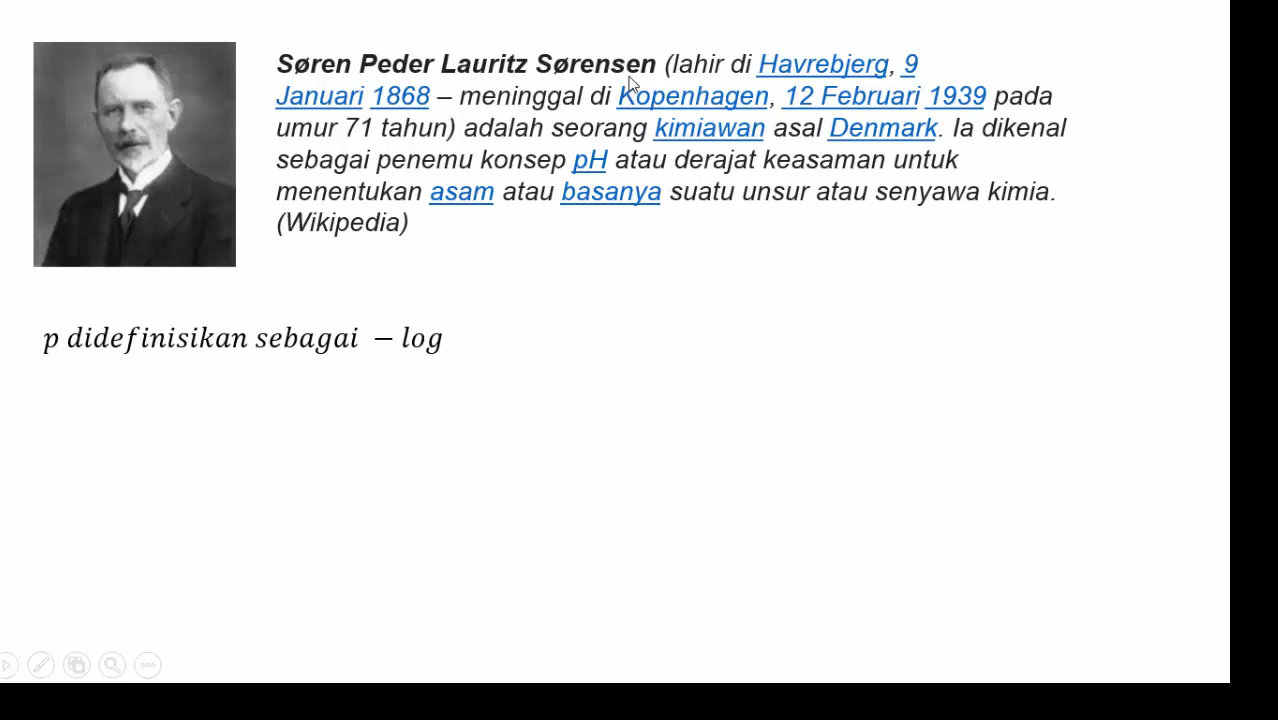 Søren Peder Lauritz Sørensen (lahir di Havrebjerg, 9
Januari 1868 – meninggal di Kopenhagen, 12 Februari 1939 pada
umur 71 tahun) adalah seorang kimiawan asal Denmark. Ia dikenal
sebagai penemu konsep pH atau derajat keasaman untuk
menentukan asam atau basanya suatu unsur atau senyawa kimia.
(Wikipedia)
p didefinisikan sebagai − log